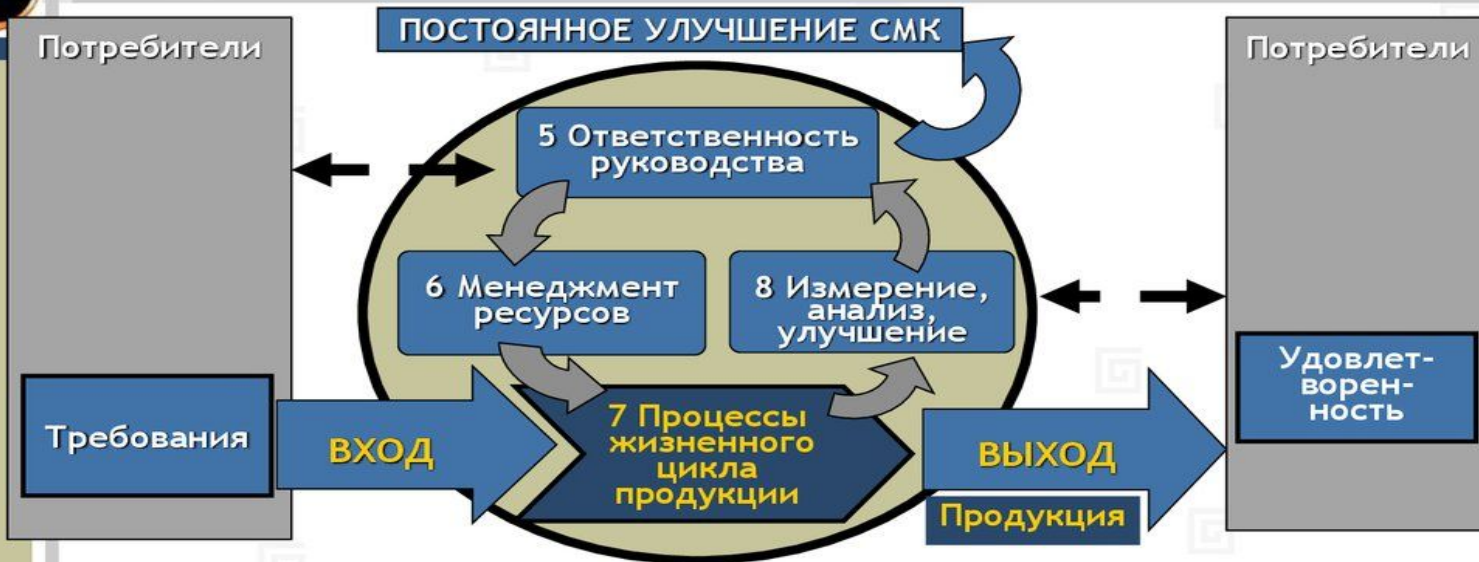 ПОСТОЯННОЕ УЛУЧШЕНИЕ СМК
Потребители
Потребители
5 Ответственность
руководства
6 Менеджмент
ресурсов
8 Измерение,
анализ,
улучшение
Требования
ВХОД
7 Процессы
жизненного
цикла
продукции
ВЫХОД
Продукция
Удовлет-
ворен-
ность